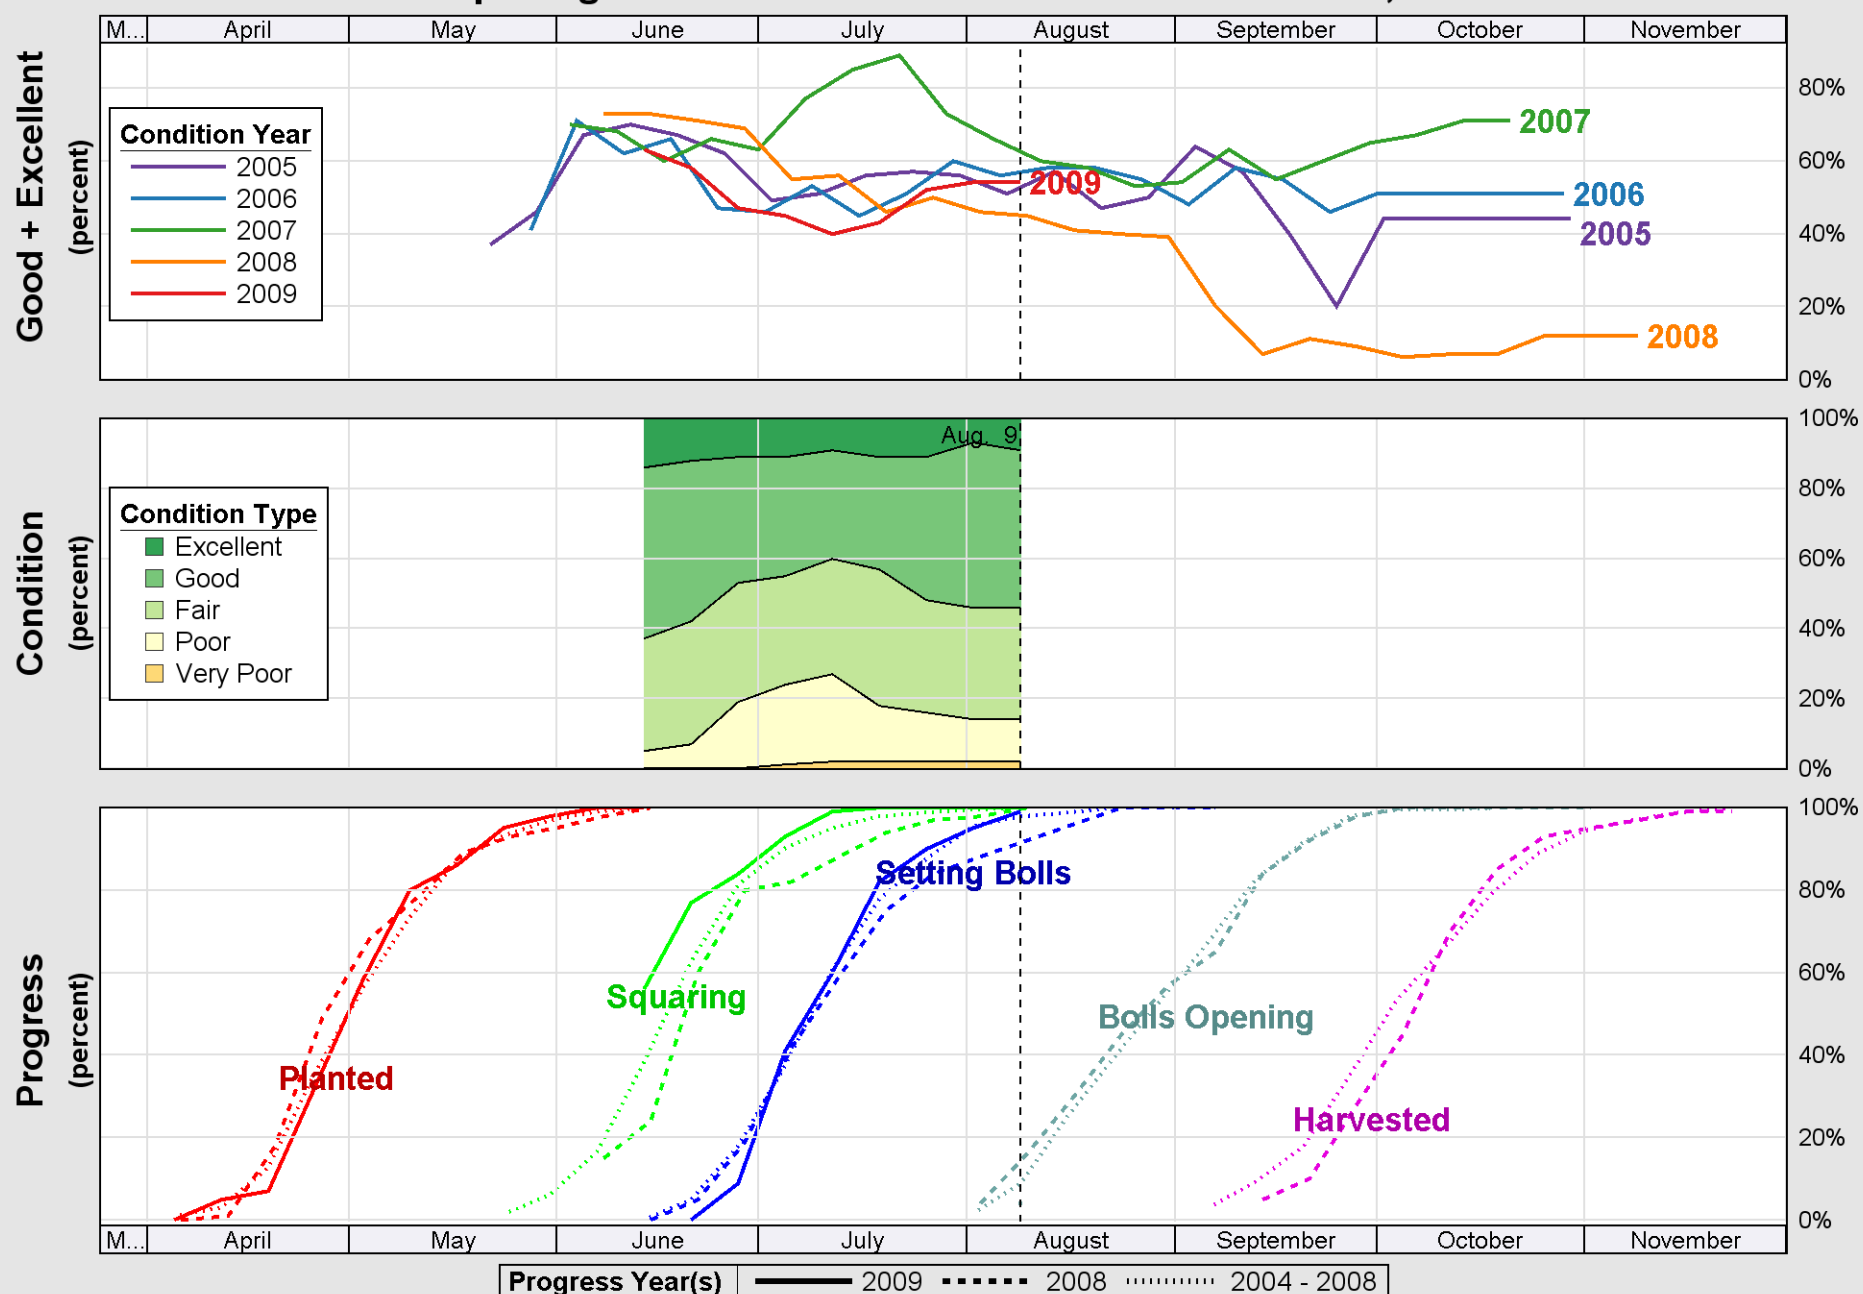 M... April May June July August September October November
Good + Excellent
(percent)
80%
60%
40%
20%
0%
Condition Year
2005
2006
2007
2008
2009
2007
2009
2006
2005
2008
Condition
(percent)
100%
80%
60%
40%
20%
0%
Aug. 9
Condition Type
Excellent
Good
Fair
Poor
Very Poor
Progress
(percent)
100%
80%
60%
40%
20%
0%
Setting Bolls
Squaring
Bolls Opening
Planted
Harvested
M... April May June July August September October November
Progress Year(s) 2009 2008 2004 - 2008